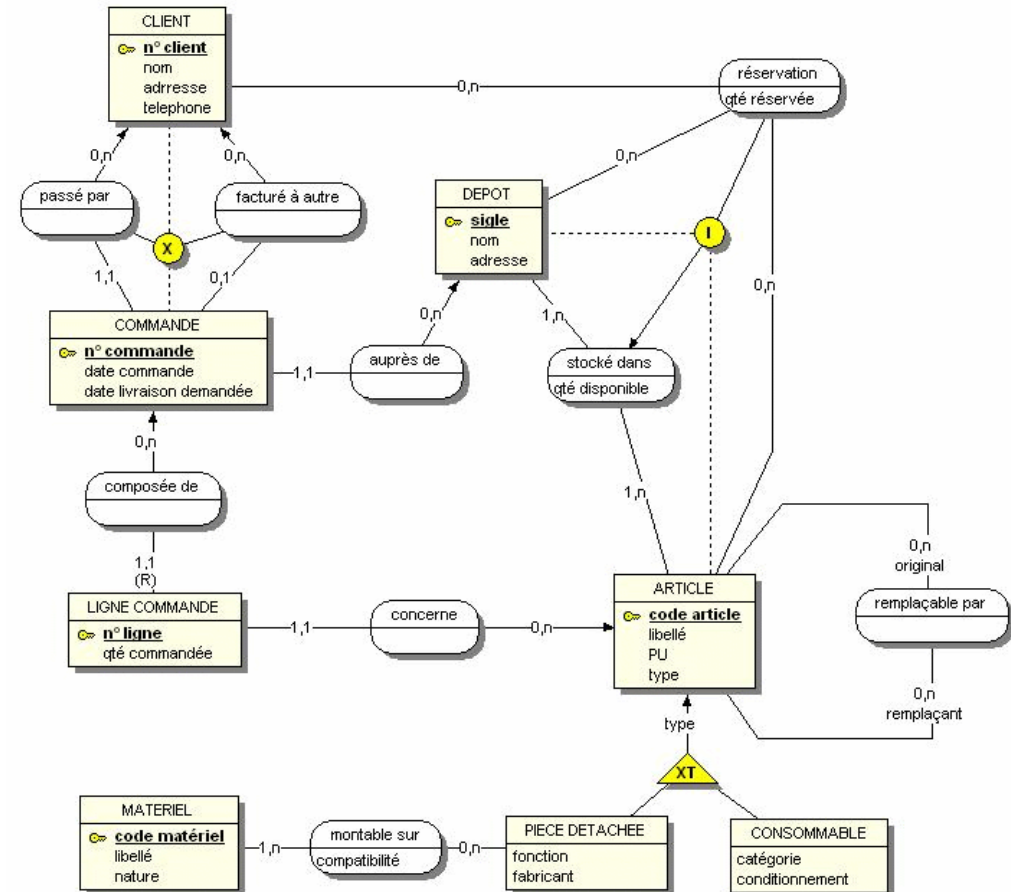 CLIENT
n° client
nom
adrresse
telephone
0,n
réservation
qté réservée
0,n
0,n
passé par
facturé à autre
X
1,1
0,1
0,n
DEPOT
sigle
nom
adresse
I
0,n
COMMANDE
n° commande
date commande
date livraison demandée
1,1
auprès de
0,n
1,n
stocké dans
qté disponible
1,n
0,n
composée de
1,1
(R)
LIGNE COMMANDE
n° ligne
qté commandée
1,1
concerne
0,n
ARTICLE
code article
libellé
PU
type
0,n
original
remplaçable par
0,n
remplaçant
type
XT
MATERIEL
code matériel
libellé
nature
1,n
montable sur
compatibilité
0,n
PIECE DETACHEE
fonction
fabricant
CONSOMMABLE
catégorie
conditionnement